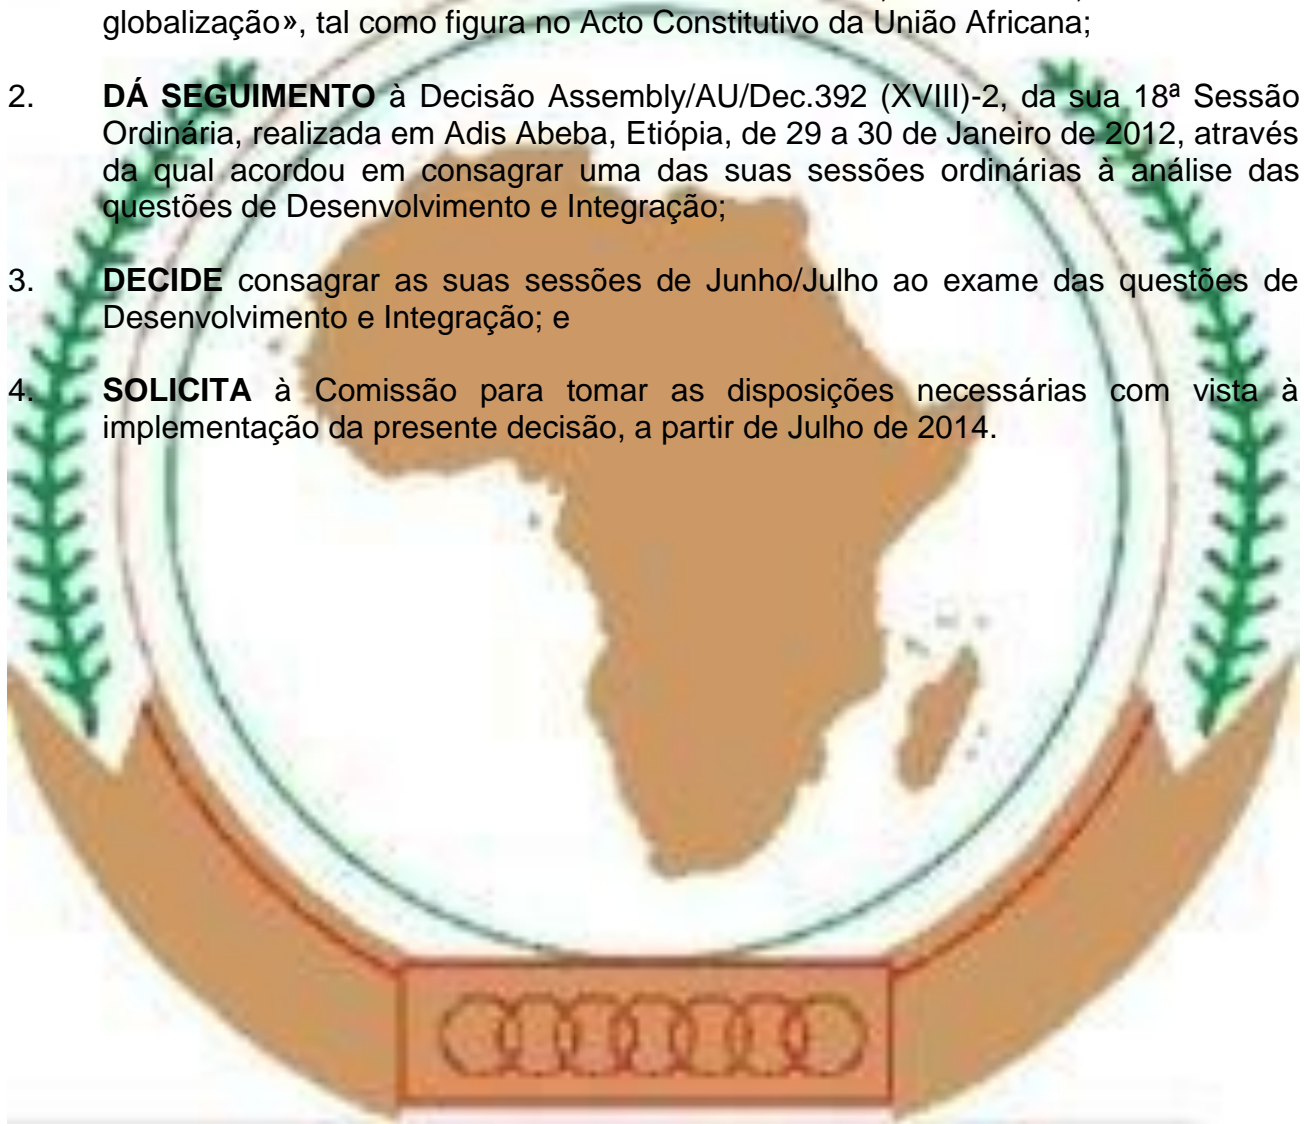 globalização», tal como figura no Acto Constitutivo da União Africana;
2. DÁ SEGUIMENTO à Decisão Assembly/AU/Dec.392 (XVIII)-2, da sua 18ª Sessão
Ordinária, realizada em Adis Abeba, Etiópia, de 29 a 30 de Janeiro de 2012, através
da qual acordou em consagrar uma das suas sessões ordinárias à análise das
questões de Desenvolvimento e Integração;
3. DECIDE consagrar as suas sessões de Junho/Julho ao exame das questões de
Desenvolvimento e Integração; e
4. SOLICITA à Comissão para tomar as disposições necessárias com vista à
implementação da presente decisão, a partir de Julho de 2014.